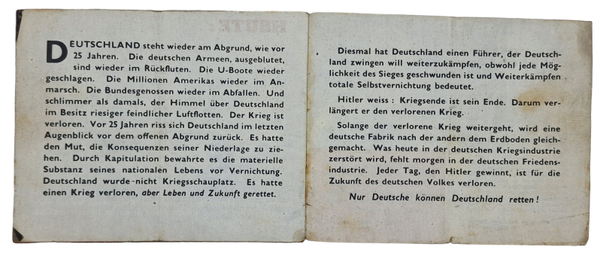 DEUTSCHLAND steht wieder am Abgrund, wie vor
25 Jahren. Die deutschen Armeen, ausgeblutet,
sind wieder im Rückfluten. Die U-Boote wieder
geschlagen. Die Millionen Amerikas wieder im An-
marsch. Die Bundesgenossen wieder im Abfallen. Und
schlimmer als damals, der Himmel über Deutschland
im Besitz riesiger feindlicher Luftflotten. Der Krieg ist
verloren. Vor 25 Jahren riss sich Deutschland im letzten
Augenblick vor dem offenen Abgrund zurück. Es hatte
den Mut, die Konsequenzen seiner Niederlage zu zie-
hen. Durch Kapitulation bewahrte es die materielle
Substanz seines nationalen Lebens vor Vernichtung.
Deutschland wurde nicht Kriegsschauplatz. Es hatte
einen Krieg verloren, aber Leben und Zukunft gerettet.
Diesmal hat Deutschland einen Führer, der Deutsch-
land zwingen will weiterzukämpfen, obwohl jede Mög-
lichkeit des Sieges geschwunden ist und Weiterkämpfen
totale Selbstvernichtung bedeutet.
Hitler weiss : Kriegsende ist sein Ende. Darum ver-
längert er den verlorenen Krieg.
Solange der verlorene Krieg weitergeht, wird eine
deutsche Fabrik nach der andern dem Erdboden gleich-
gemacht. Was heute in der deutschen Kriegsindustrie
zerstört wird, fehlt morgen in der deutschen Friedens-
industrie. Jeder Tag, den Hitler gewinnt, ist für die
Zukunft des deutschen Volkes verloren.
Nur Deutsche können Deutschland retten !